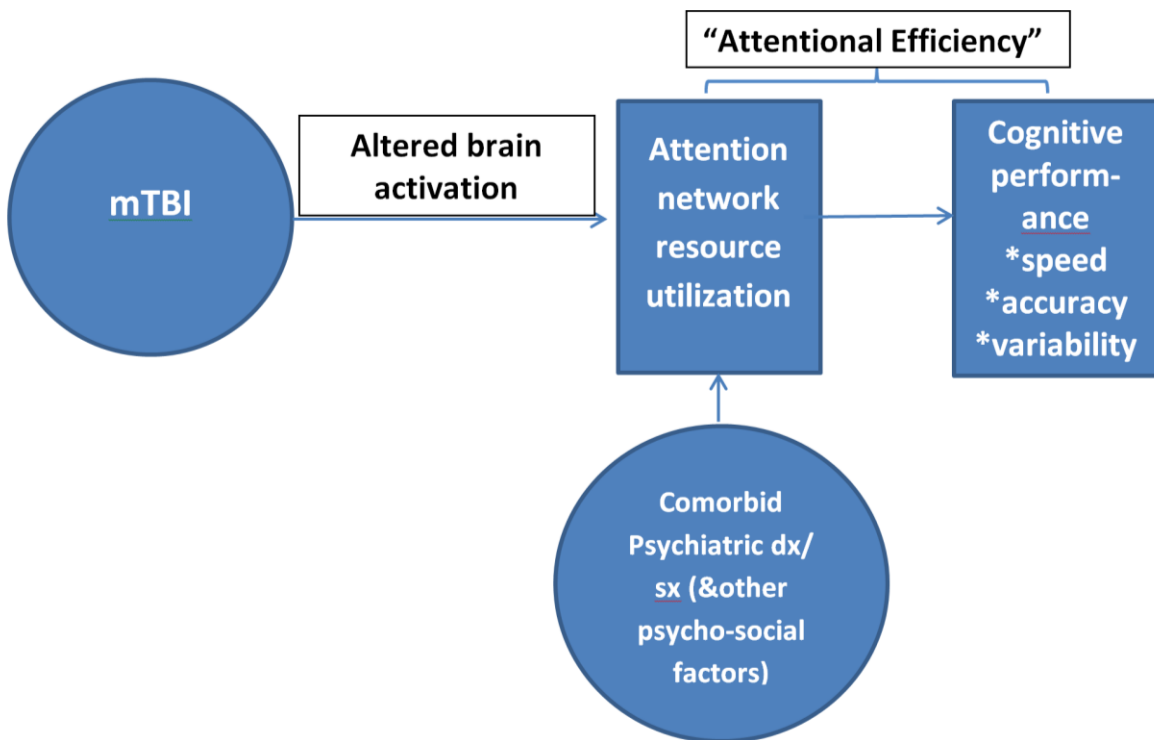 “Attentional Efficiency”
mTBI
Altered brain
activation
Attention
network
resource
utilization
Cognitive
perform-
ance
*speed
*accuracy
*variability
Comorbid
Psychiatric dx/
sx (&other
psycho-social
factors)